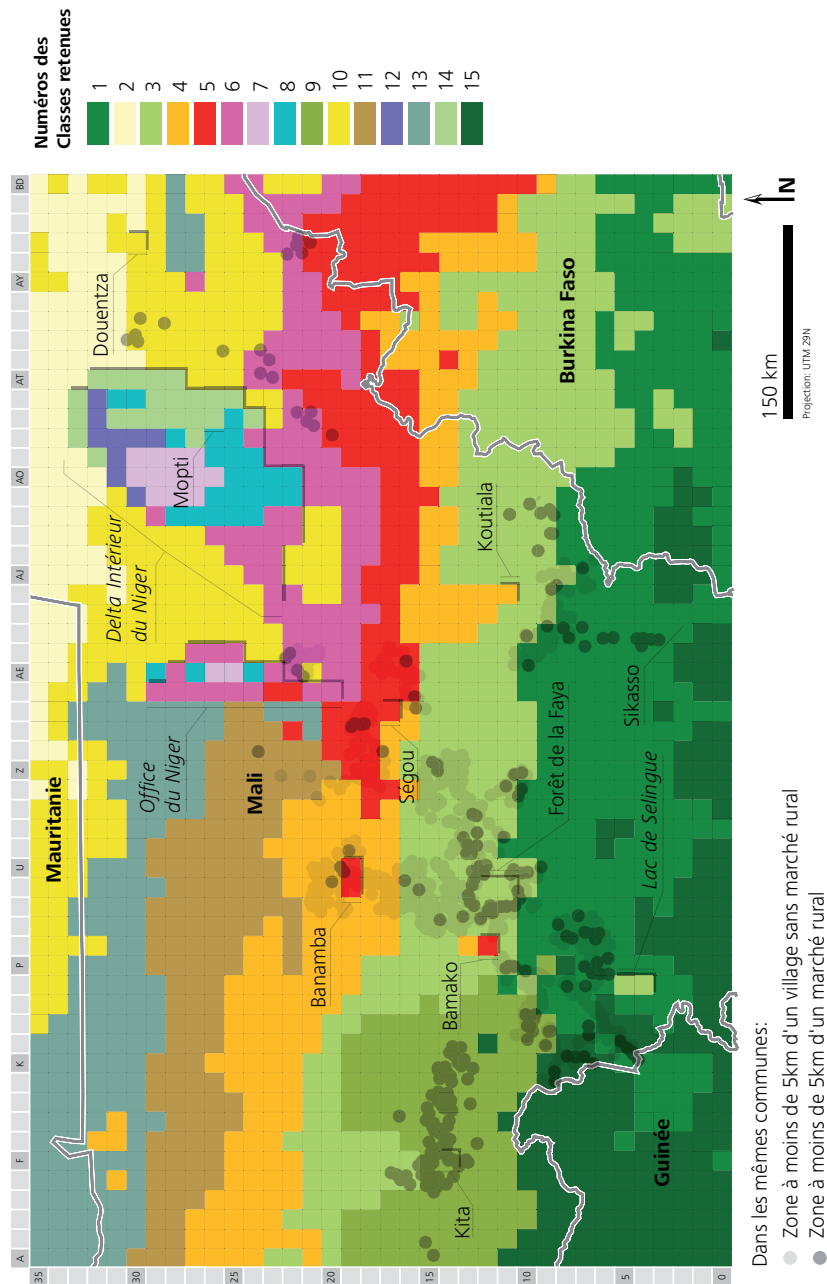 Numéros des
Classes retenues
1
2
3
4
5
6
7
8
9
10
11
12
13
14
15
A
F
K
P
U
Z
AE
AJ
AO
AT
AY
BD
35
30
25
20
15
10
5
0
Mauritanie
Mali
Burkina Faso
Guinée
Office
du Niger
Delta Intérieur
du Niger
Mopti
Douentza
Banamba
Ségou
Koutiala
Bamako
Forêt de la Faya
Kita
Sikasso
Lac de Selingue
Dans les mêmes communes:
Zone à moins de 5km d'un village sans marché rural
Zone à moins de 5km d'un marché rural
150 km
Projection: UTM 29N
N